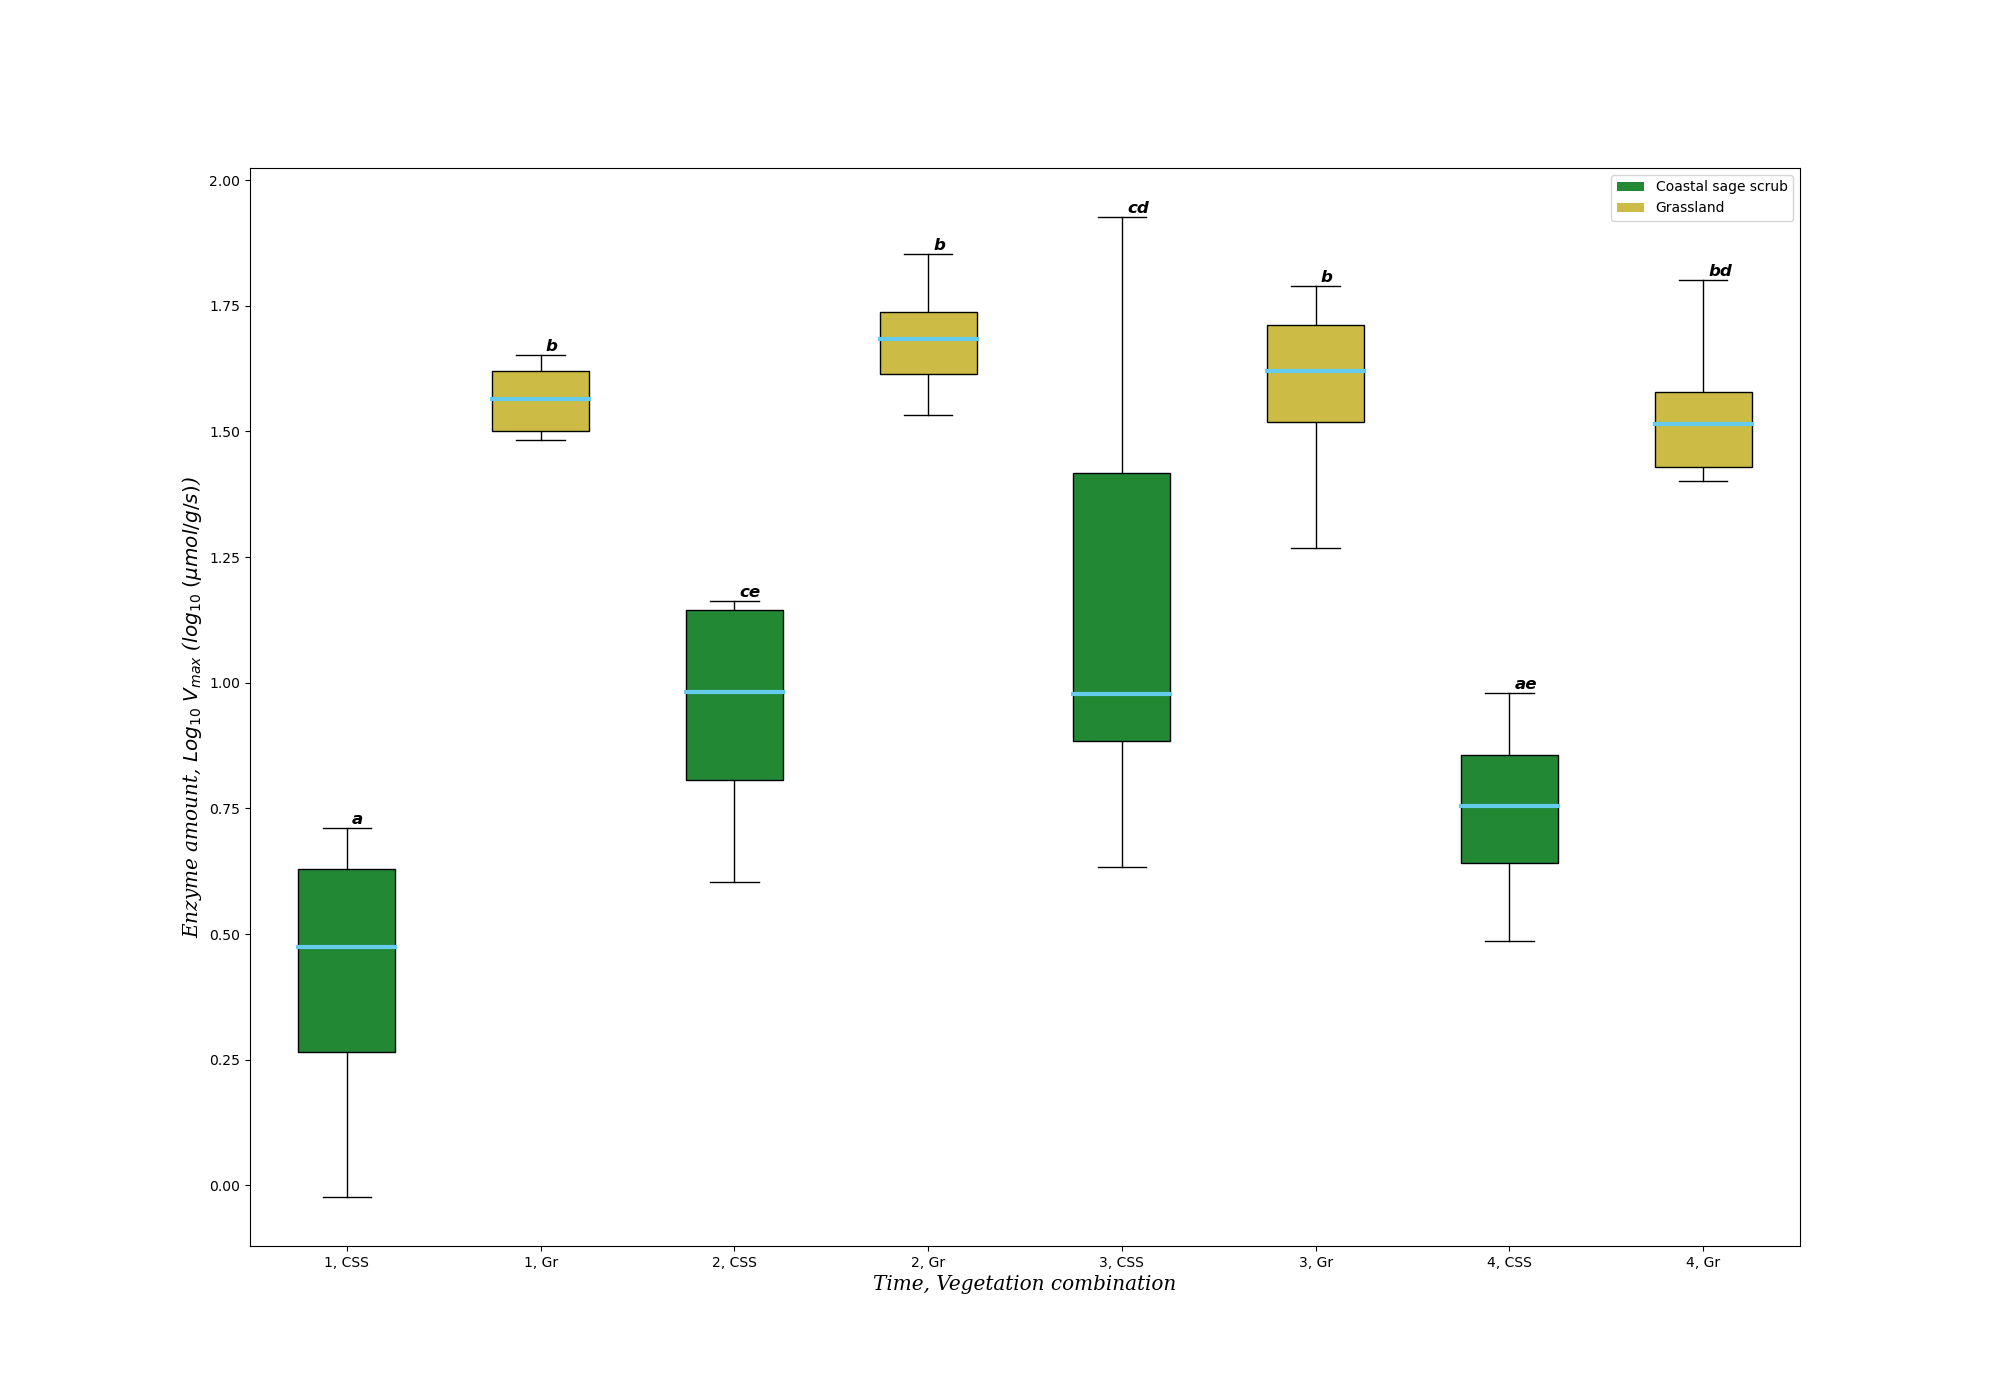 2.00
1.75
1.50
1.25
1.00
0.75
0.50
0.25
0.00
Enzyme amount, Log₁₀ Vₘₐₓ (log₁₀ (μmol/g/s))
Coastal sage scrub
Grassland
a
b
ce
b
cd
b
ae
bd
1, CSS
1, Gr
2, CSS
2, Gr
3, CSS
3, Gr
4, CSS
4, Gr
Time, Vegetation combination